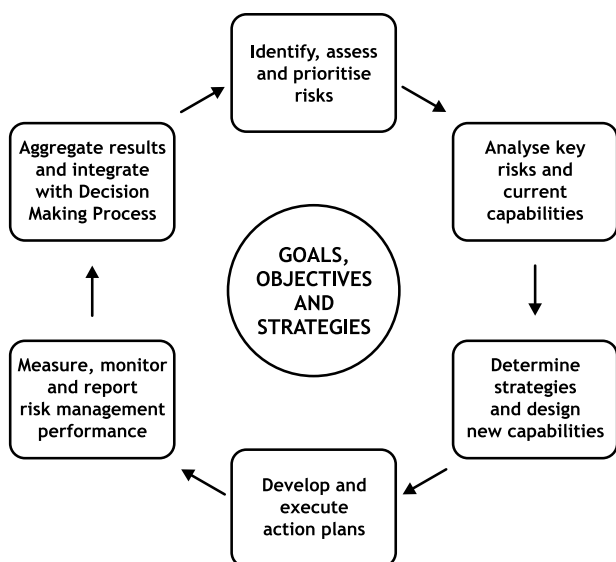 Identify, assess
and prioritise
risks
Analyse key
risks and
current
capabilities
Determine
strategies
and design
new capabilities
Develop and
execute
action plans
Measure, monitor
and report
risk management
performance
Aggregate results
and integrate
with Decision
Making Process
GOALS,
OBJECTIVES
AND
STRATEGIES